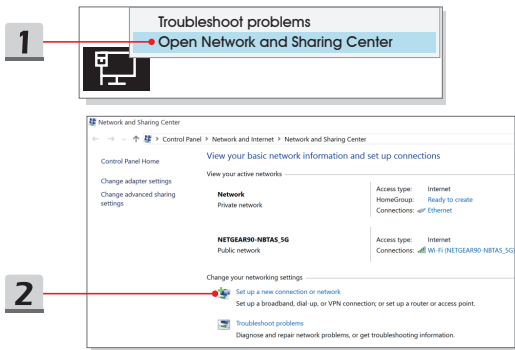 1
Troubleshoot problems
Open Network and Sharing Center
Network and Sharing Center
Control Panel > Network and Internet > Network and Sharing Center
Control Panel Home
Change adapter settings
Change advanced sharing
settings
View your basic network information and set up connections
View your active networks
Network
Private network
Access type: Internet
HomeGroup: Ready to create
Connections: Ethernet
NETGEAR90-NBTAS_5G
Public network
Access type: Internet
Connections: Wi-Fi (NETGEAR90-NBTAS_5G)
Change your networking settings
2
Set up a new connection or network
Set up a broadband, dial-up, or VPN connection; or set up a router or access point.
Troubleshoot problems
Diagnose and repair network problems, or get troubleshooting information.